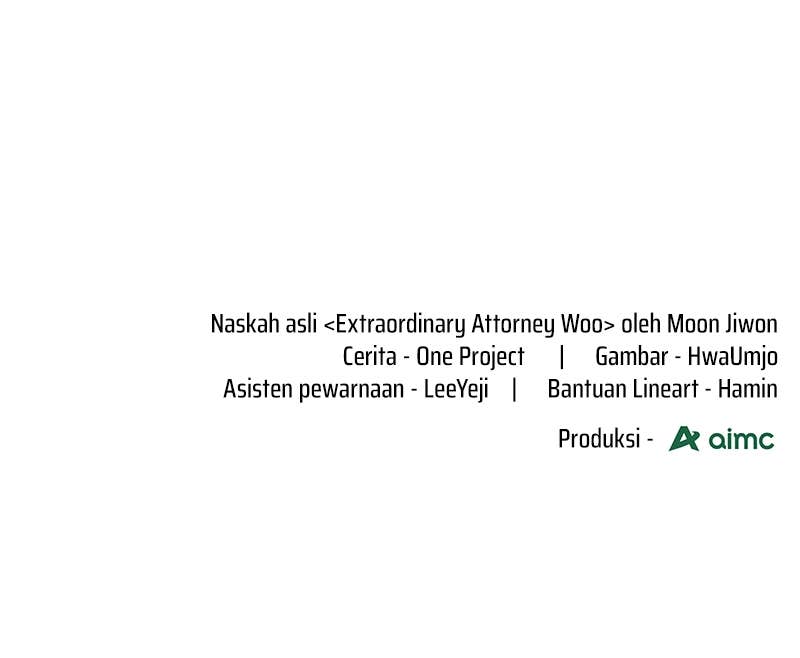 Naskah asli <Extraordinary Attorney Woo> oleh Moon Jiwon
Cerita - One Project | Gambar - HwaUmjo
Asisten pewarnaan - LeeYeji | Bantuan Lineart - Hamin
Produksi - aimc